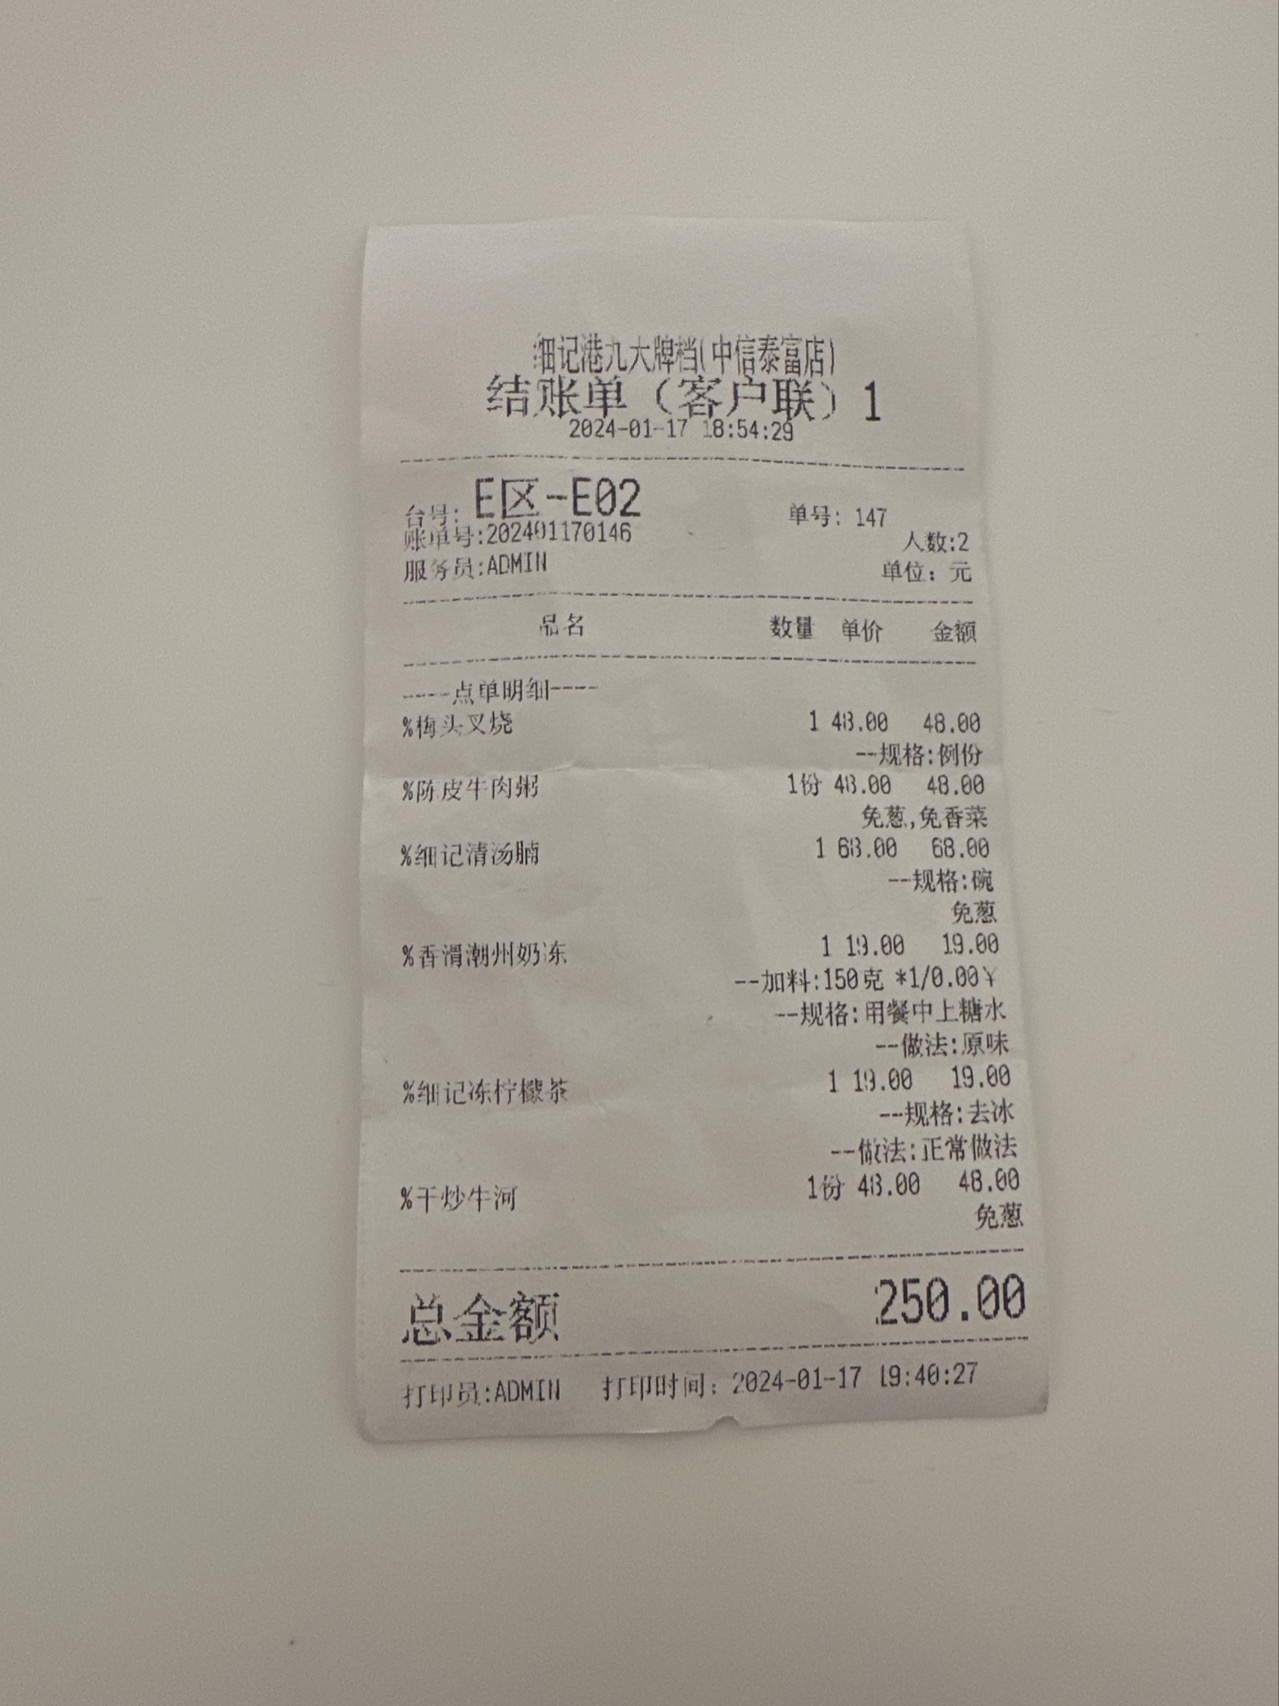 细记港九大牌档(中信泰富店)
结账单（客户联）1
2024-01-17 18:54:29
台号: E区-E02 单号: 147
账单号:202401170146 人数:2
服务员:ADMIN 单位: 元
品名 数量 单价 金额
-----点单明细----
%梅头叉烧 1 48.00 48.00
--规格:例份
%陈皮牛肉粥 1份 48.00 48.00
免葱,免香菜
%细记清汤腩 1 68.00 68.00
--规格:碗
免葱
%香滑潮州奶冻 1 19.00 19.00
--加料:150克 *1/0.00¥
--规格:用餐中上糖水
--做法:原味
%细记冻柠檬茶 1 19.00 19.00
--规格:去冰
--做法:正常做法
%干炒牛河 1份 48.00 48.00
免葱
总金额 250.00
打印员:ADMIN 打印时间: 2024-01-17 19:40:27